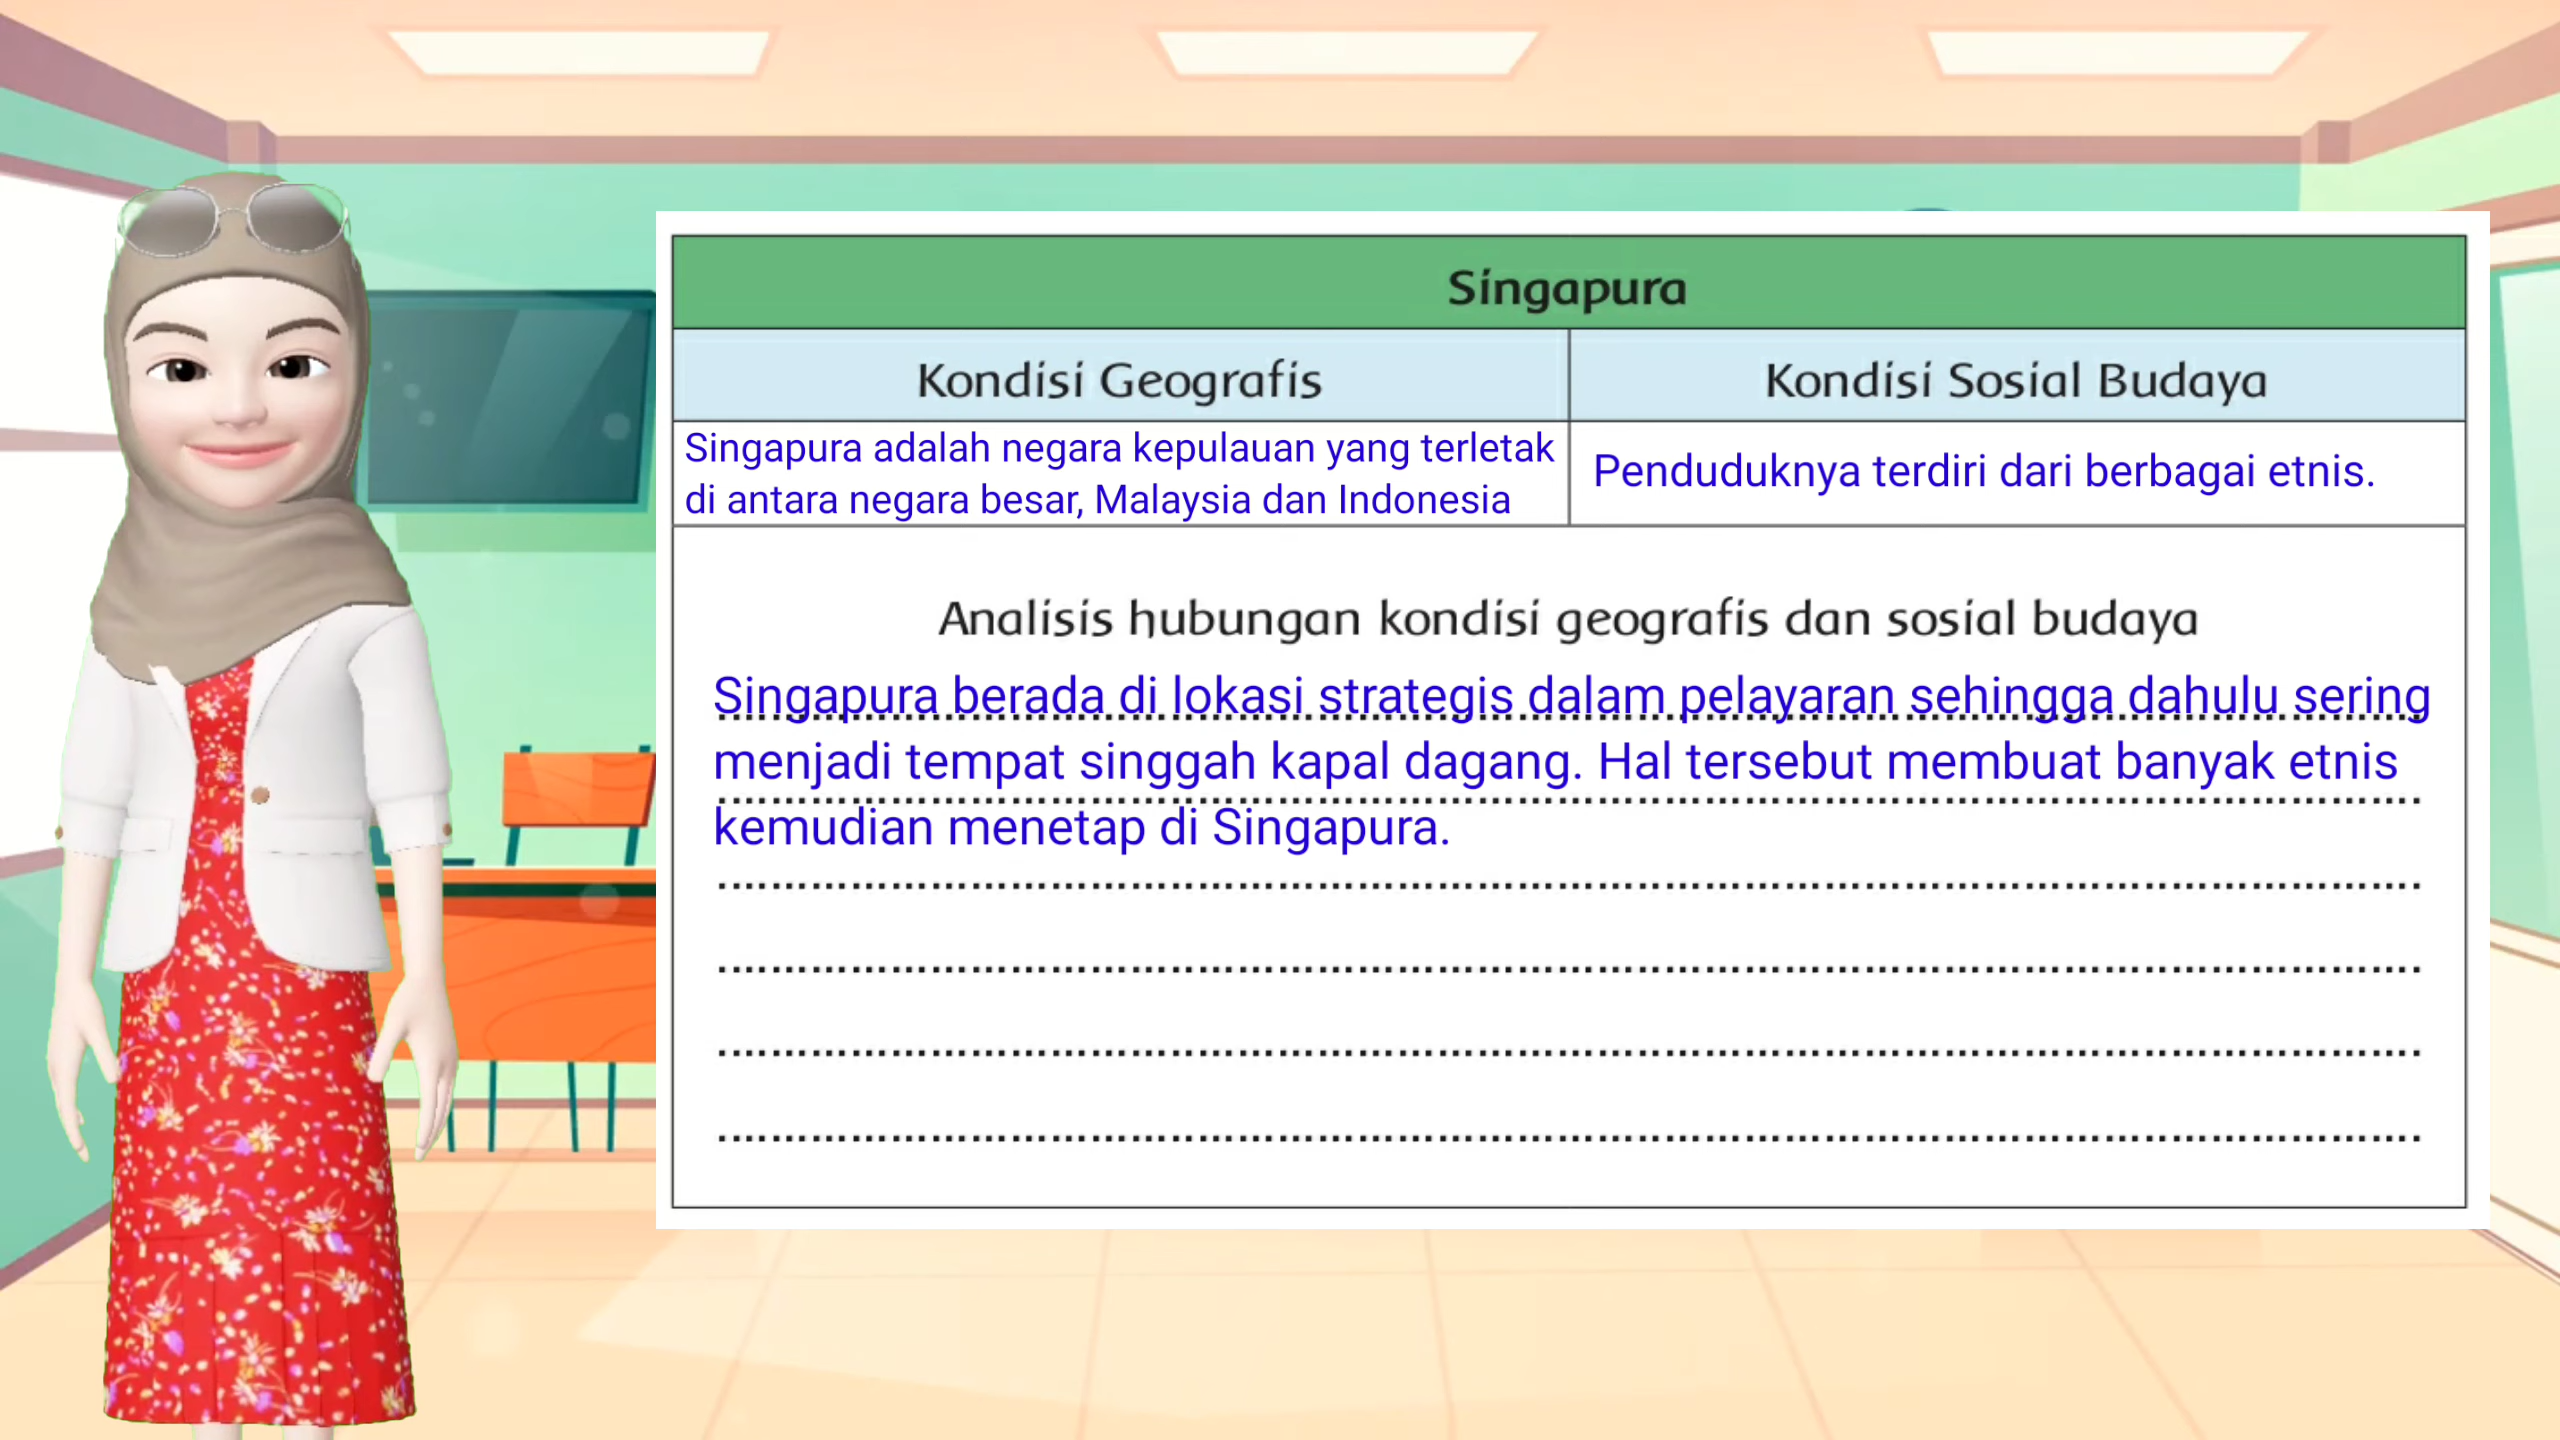 Singapura
Kondisi Geografis
Kondisi Sosial Budaya
Singapura adalah negara kepulauan yang terletak
di antara negara besar, Malaysia dan Indonesia
Penduduknya terdiri dari berbagai etnis.
Analisis hubungan kondisi geografis dan sosial budaya
Singapura berada di lokasi strategis dalam pelayaran sehingga dahulu sering
menjadi tempat singgah kapal dagang. Hal tersebut membuat banyak etnis
kemudian menetap di Singapura.